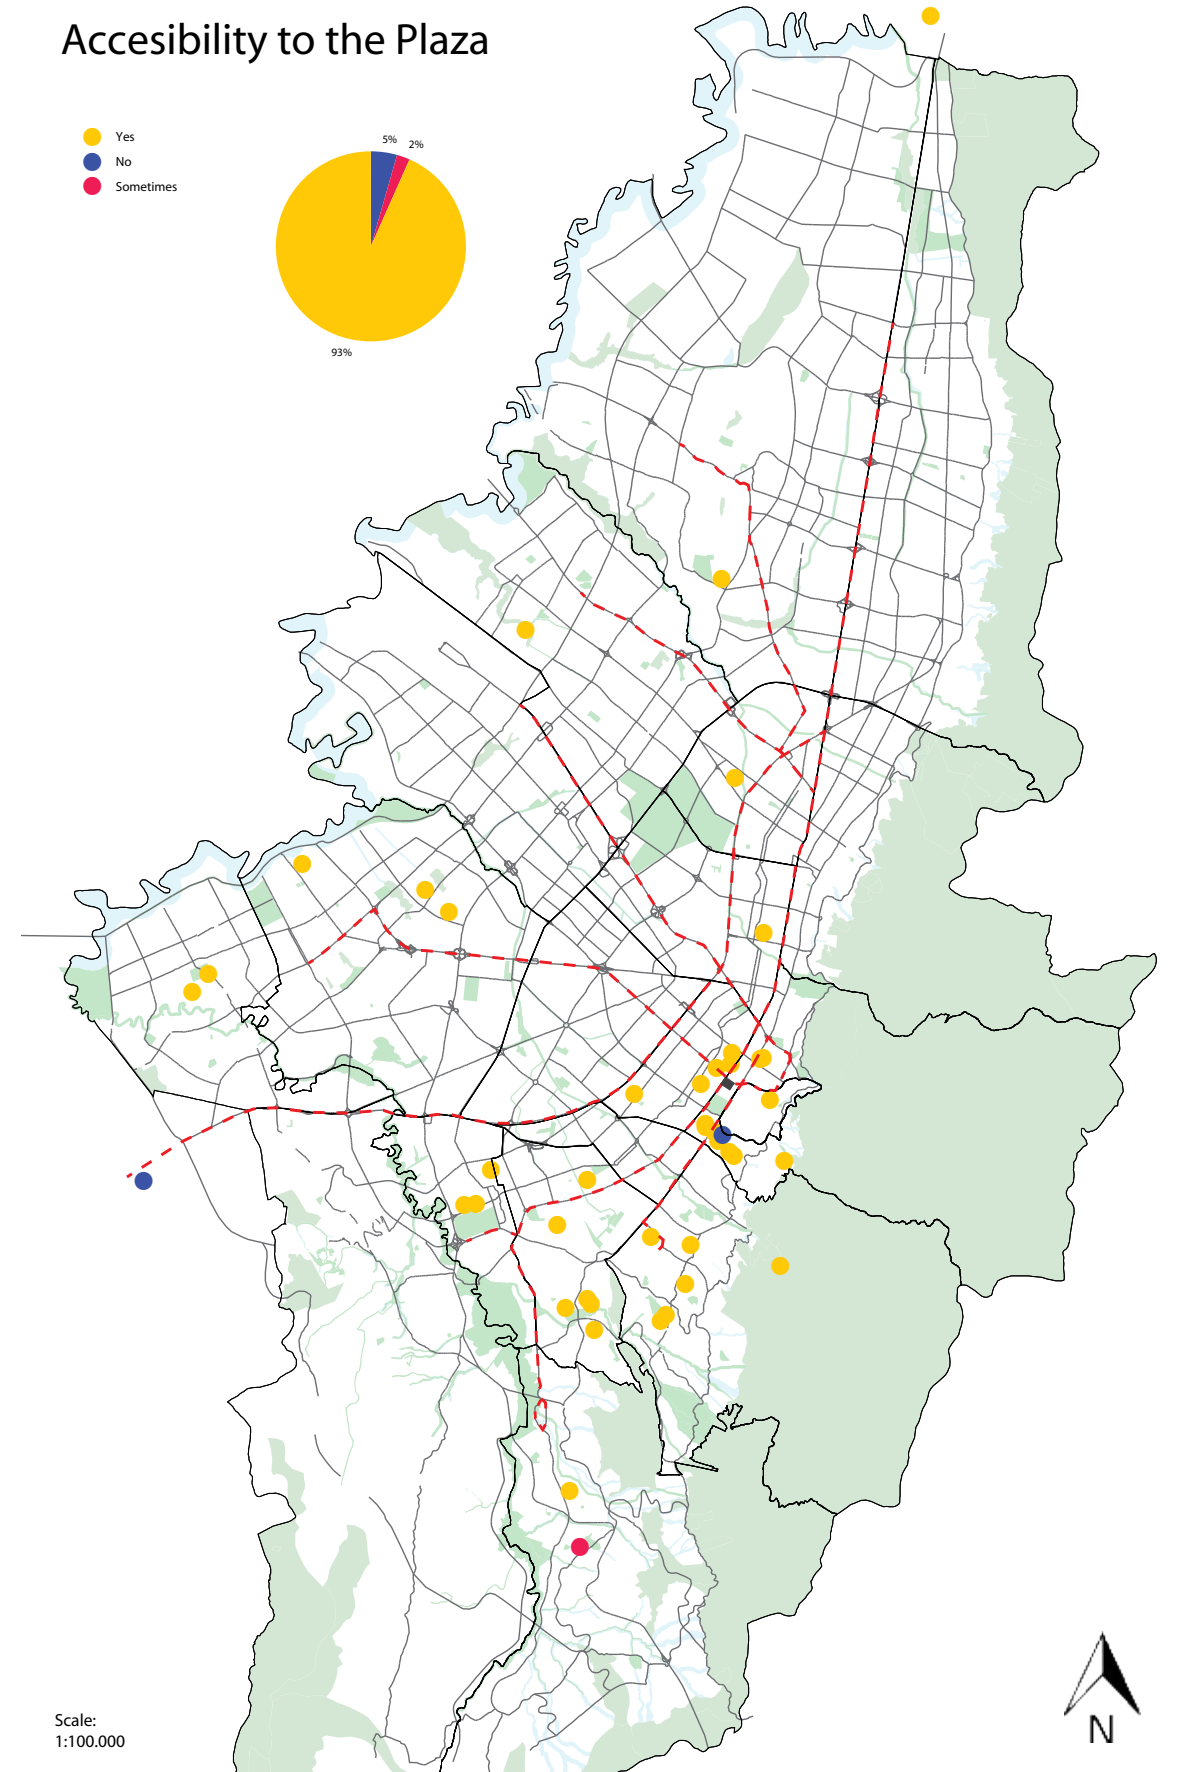 Accesibility to the Plaza
Yes
No
Sometimes
5%
2%
93%
Scale:
1:100.000
N